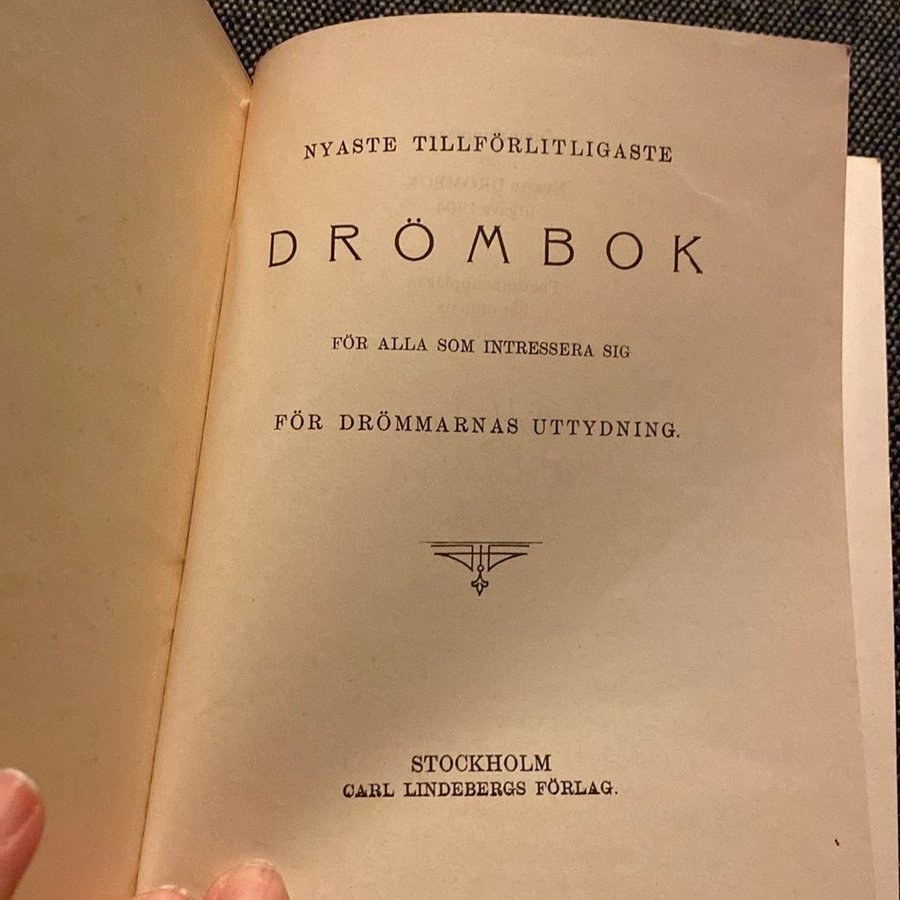 NYASTE TILLFÖRLITLIGASTE
DRÖMBOK
FÖR ALLA SOM INTRESSERA SIG
FÖR DRÖMMARNAS UTTYDNING.
STOCKHOLM
CARL LINDEBERGS FÖRLAG.